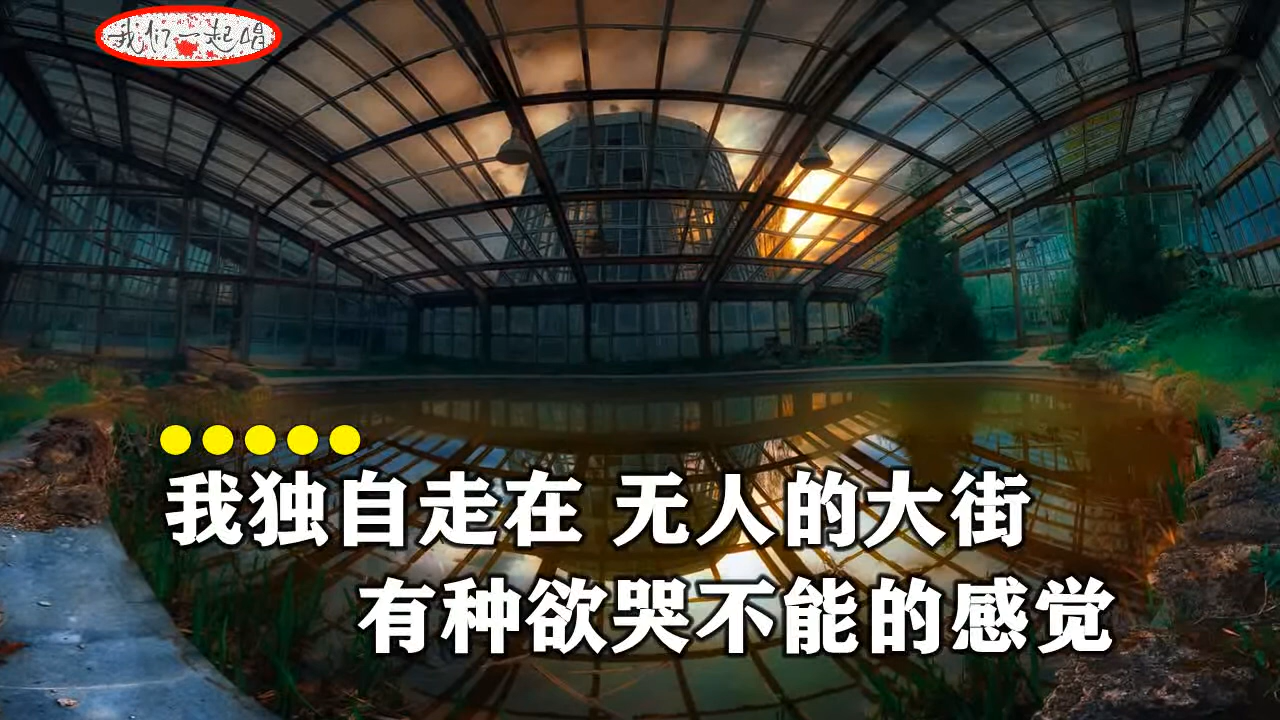 我们一起唱
我独自走在 无人的大街
有种欲哭不能的感觉